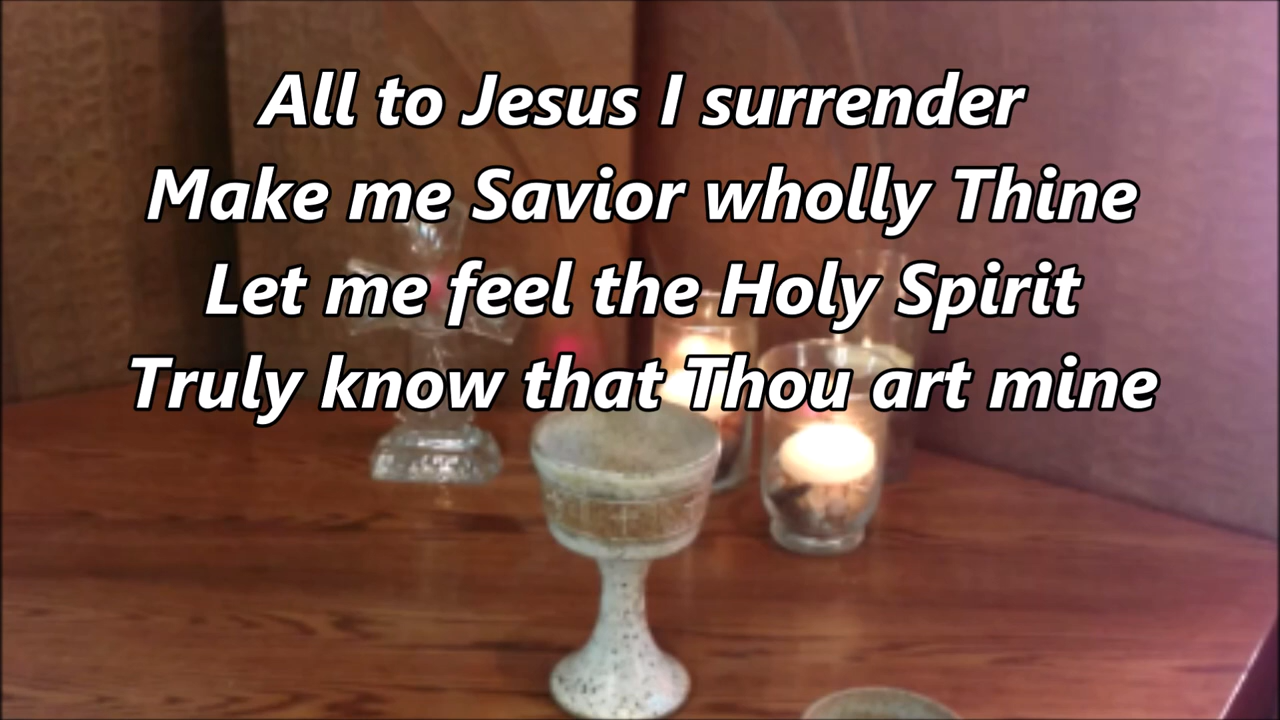 All to Jesus I surrender
Make me Savior wholly Thine
Let me feel the Holy Spirit
Truly know that Thou art mine